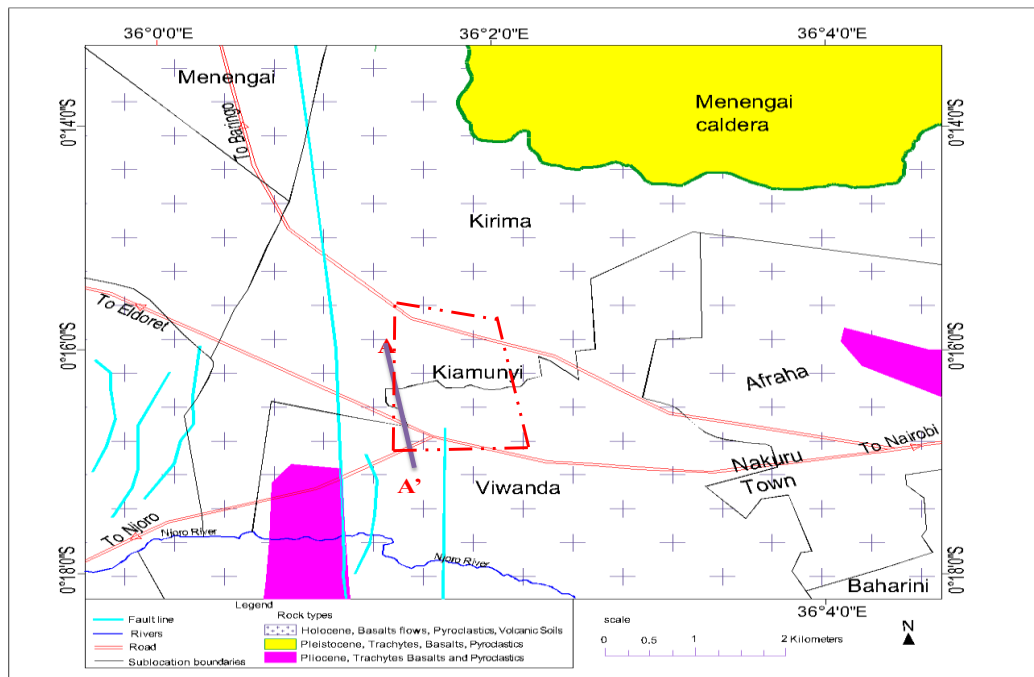 36°0'0"E
36°2'0"E
36°4'0"E
Menengai
To Baringo
Menengai
caldera
0°14'0"S
0°14'0"S
Kirima
To Eldoret
0°16'0"S
0°16'0"S
A
Kiamunyi
Afraha
To Nairobi
Nakuru
Town
A'
Viwanda
To Njoro
Njoro River
Njoro River
0°18'0"S
0°18'0"S
Baharini
36°4'0"E
Legend
Fault line
Rivers
Road
Sublocation boundaries
Rock types
Holocene, Basalts flows, Pyroclastics, Volcanic Soils
Pleistocene, Trachytes, Basalts, Pyroclastics
Pliocene, Trachytes Basalts and Pyroclastics
scale
0 0.5 1 2 Kilometers
N